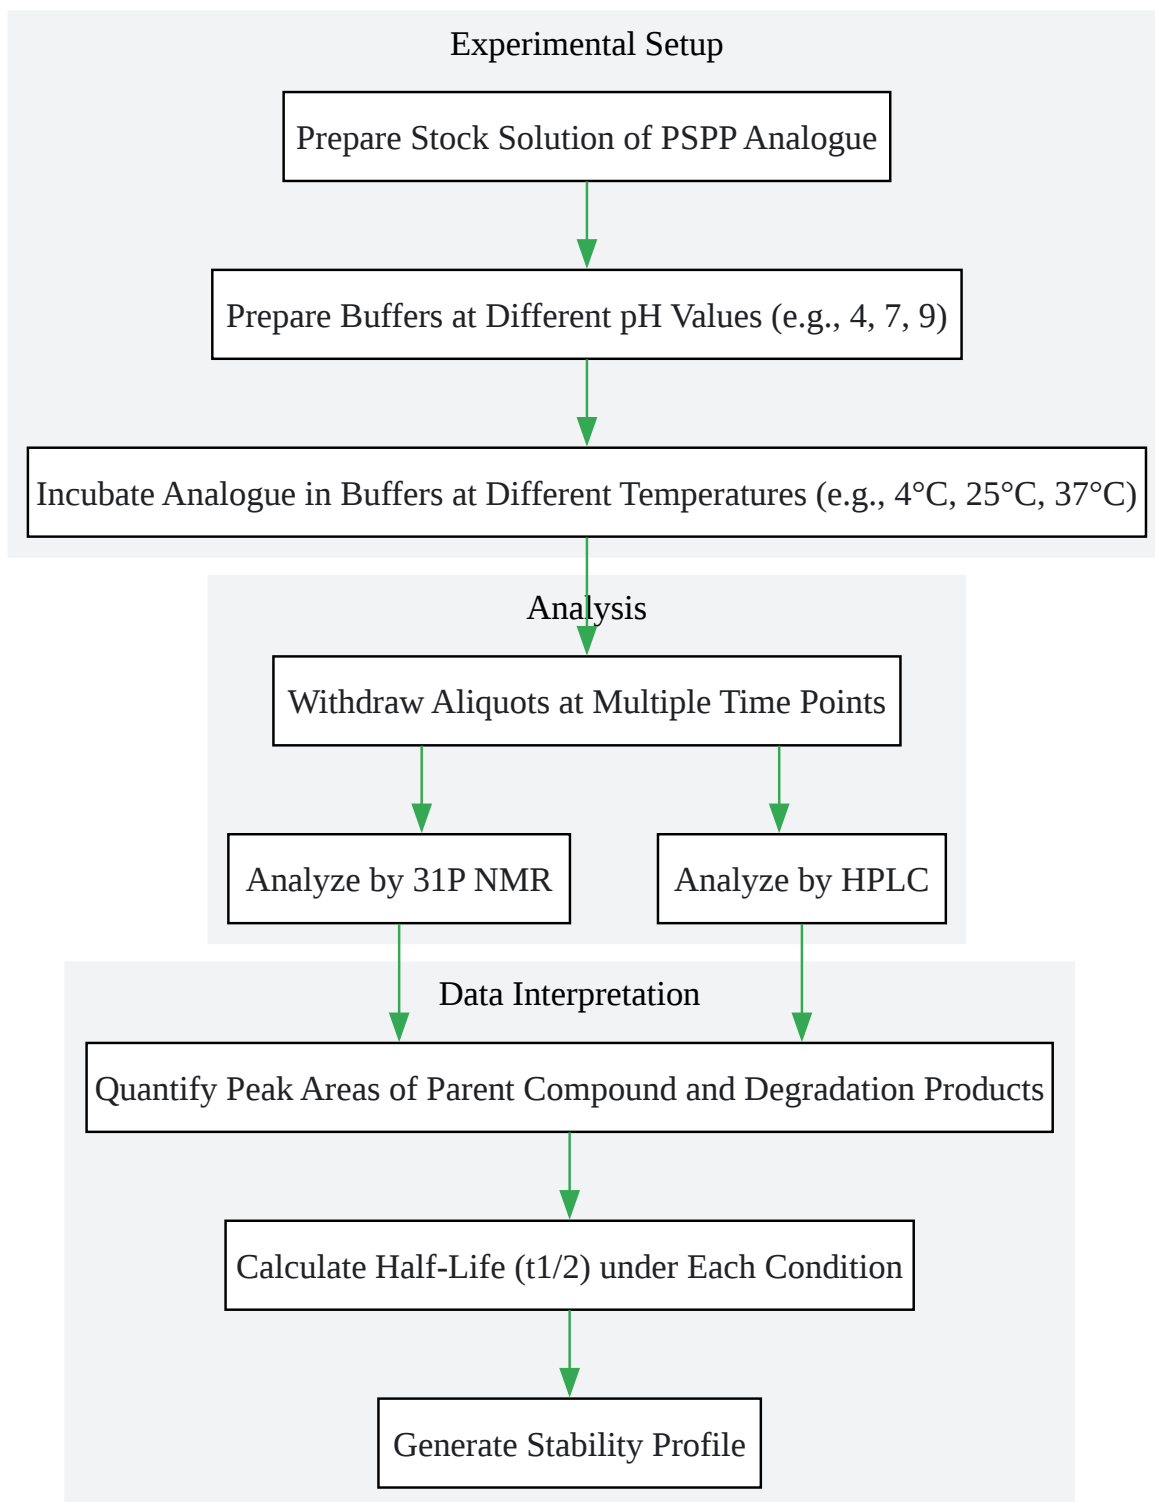 Experimental Setup
Prepare Stock Solution of PSPP Analogue
Prepare Buffers at Different pH Values (e.g., 4, 7, 9)
Incubate Analogue in Buffers at Different Temperatures (e.g., 4°C, 25°C, 37°C)
Analysis
Withdraw Aliquots at Multiple Time Points
Analyze by 31P NMR
Analyze by HPLC
Data Interpretation
Quantify Peak Areas of Parent Compound and Degradation Products
Calculate Half-Life (t1/2) under Each Condition
Generate Stability Profile